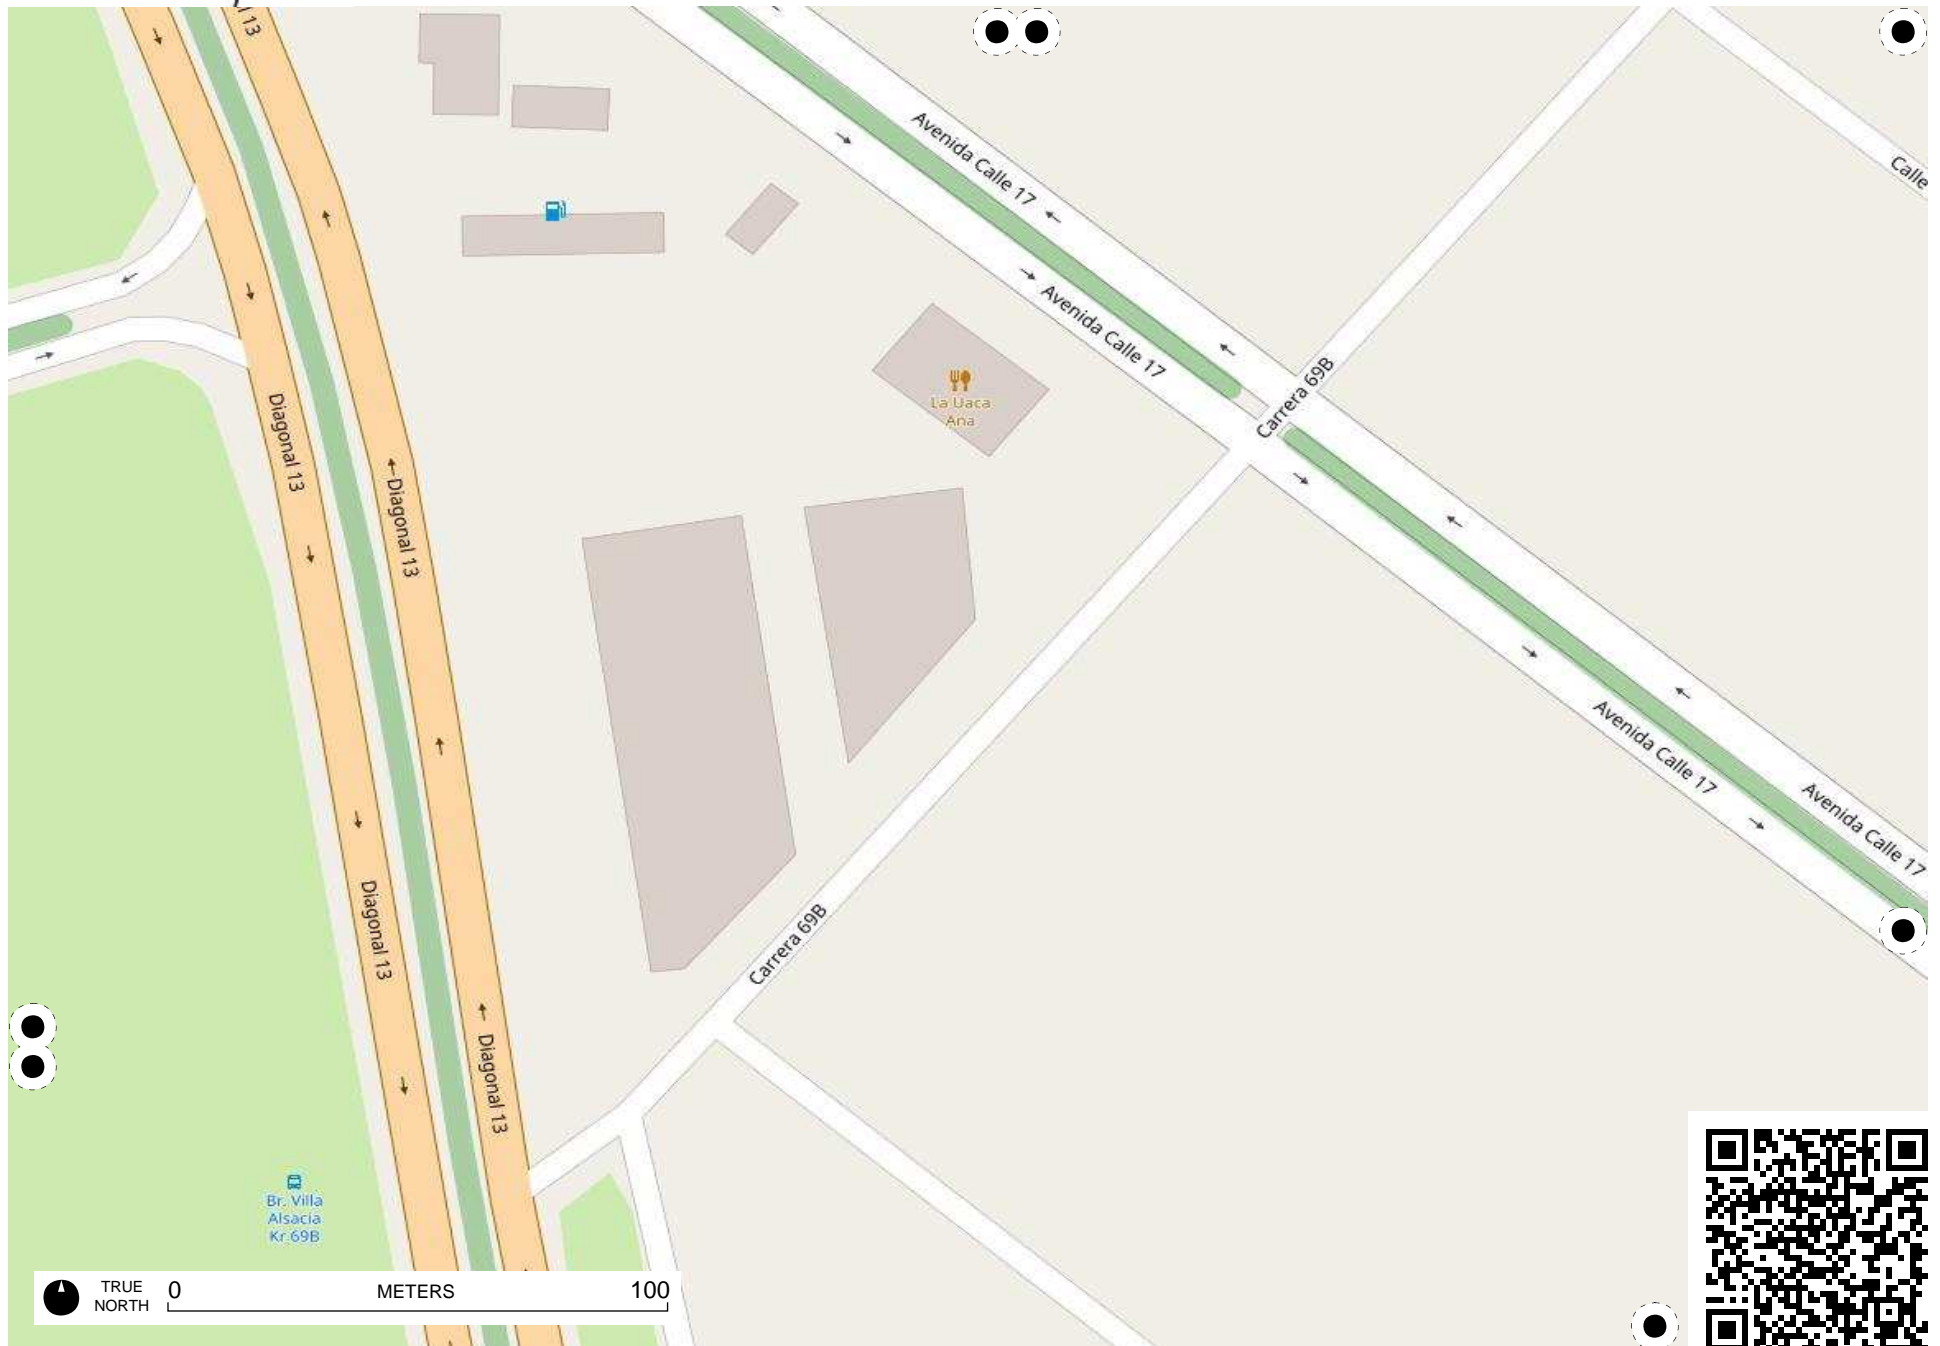 13
Avenida Calle 17
Calle
Avenida Calle 17
Carrera 69B
La Uaca
Ana
Diagonal 13
Diagonal 13
Avenida Calle 17
Avenida Calle 17
Diagonal 13
Carrera 69B
Diagonal 13
Br. Villa
Alsacia
Kr 69B
TRUE
NORTH
0
METERS
100